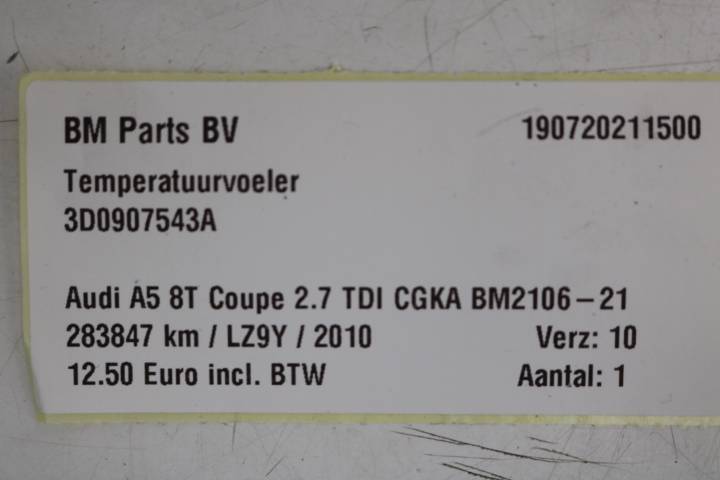 BM Parts BV 190720211500
Temperatuurvoeler
3D0907543A
Audi A5 8T Coupe 2.7 TDI CGKA BM2106-21
283847 km / LZ9Y / 2010 Verz: 10
12.50 Euro incl. BTW Aantal: 1